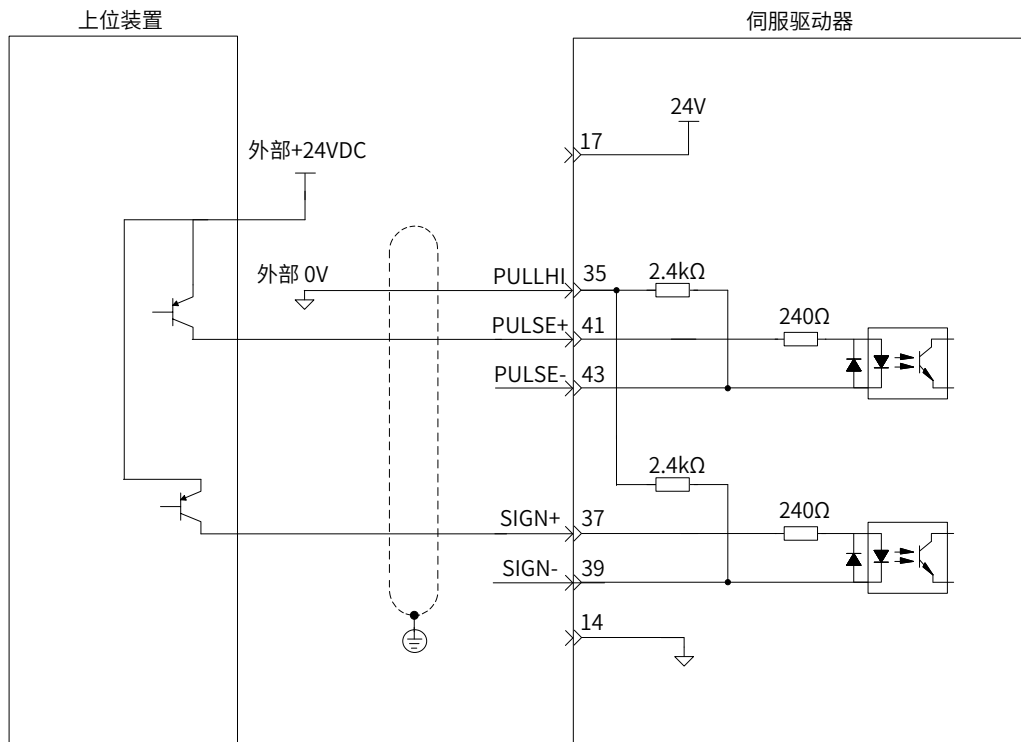 上位装置
伺服驱动器
24V
17
外部+24VDC
外部 0V
PULLHI
35
2.4kΩ
PULSE+
41
240Ω
PULSE-
43
2.4kΩ
SIGN+
37
240Ω
SIGN-
39
14